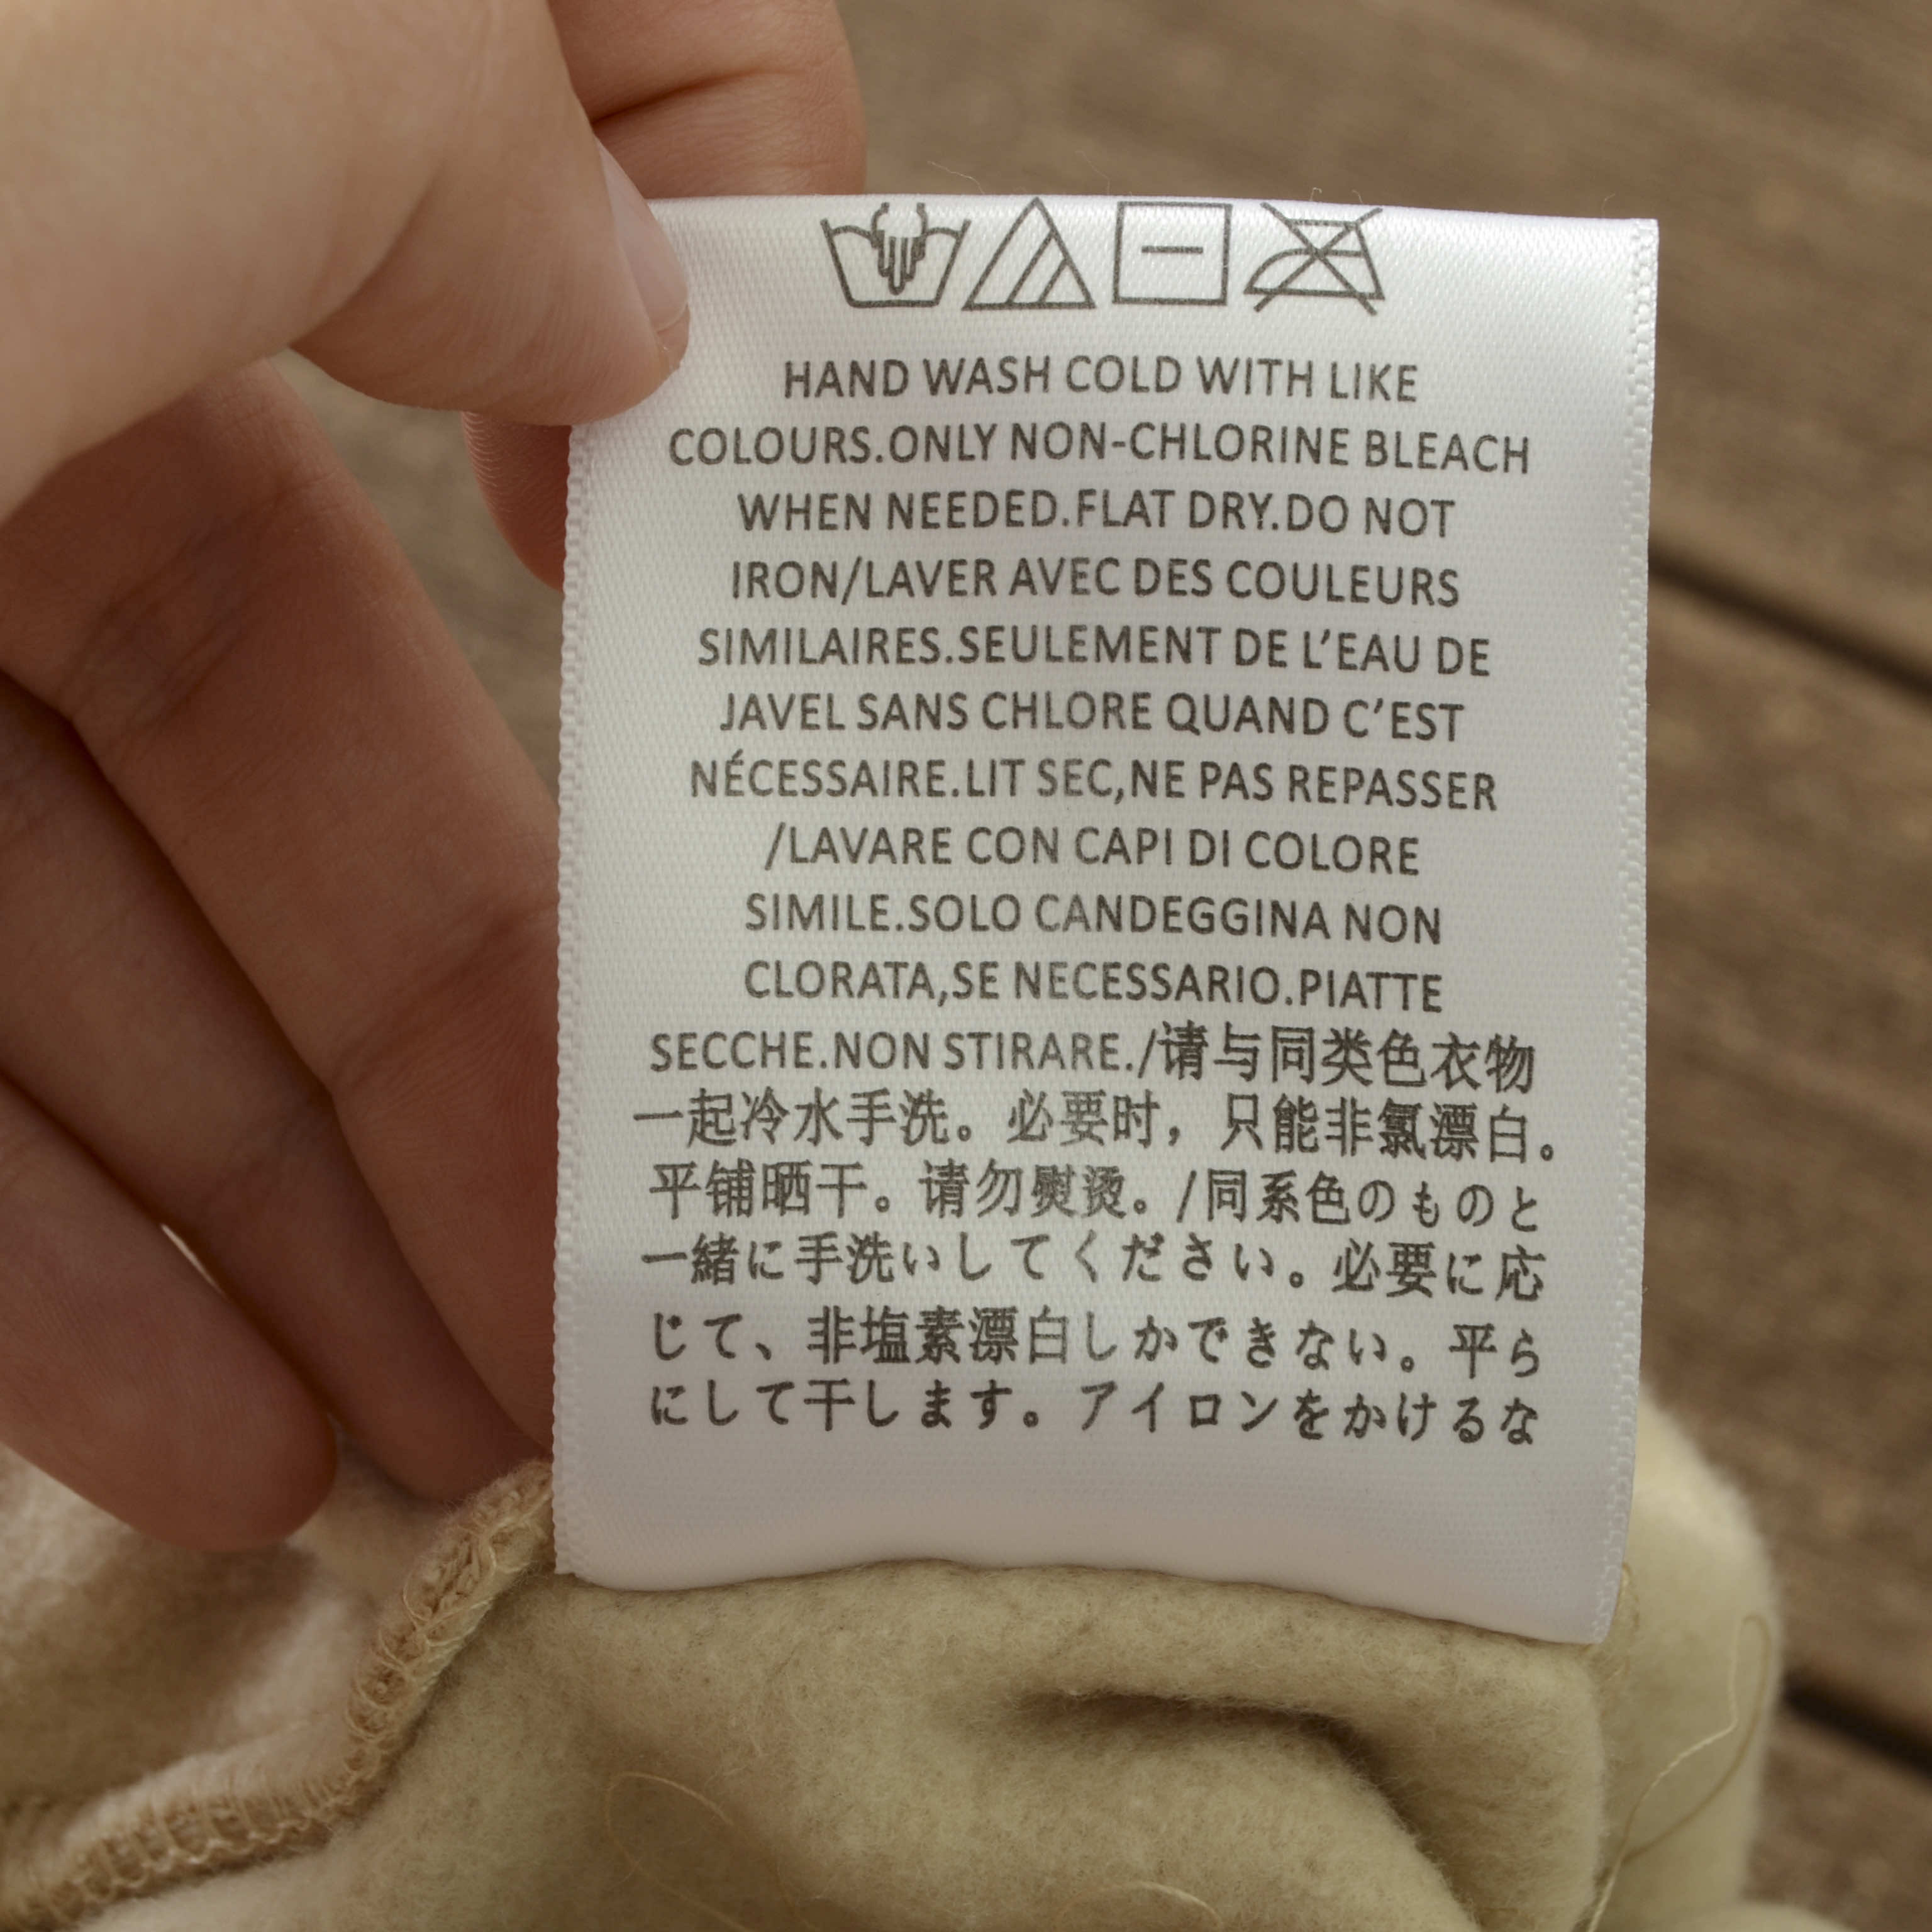 HAND WASH COLD WITH LIKE
COLOURS.ONLY NON-CHLORINE BLEACH
WHEN NEEDED.FLAT DRY.DO NOT
IRON/LAVER AVEC DES COULEURS
SIMILAIRES.SEULEMENT DE L'EAU DE
JAVEL SANS CHLORE QUAND C'EST
NÉCESSAIRE.LIT SEC,NE PAS REPASSER
/LAVARE CON CAPI DI COLORE
SIMILE.SOLO CANDEGGINA NON
CLORATA,SE NECESSARIO.PIATTE
SECCHE.NON STIRARE./请与同类色衣物
一起冷水手洗。必要时，只能非氯漂白。
平铺晒干。请勿熨烫。/同系色のものと
一緒に手洗いしてください。必要に応
じて、非塩素漂白しかできない。平ら
にして干します。アイロンをかけるな